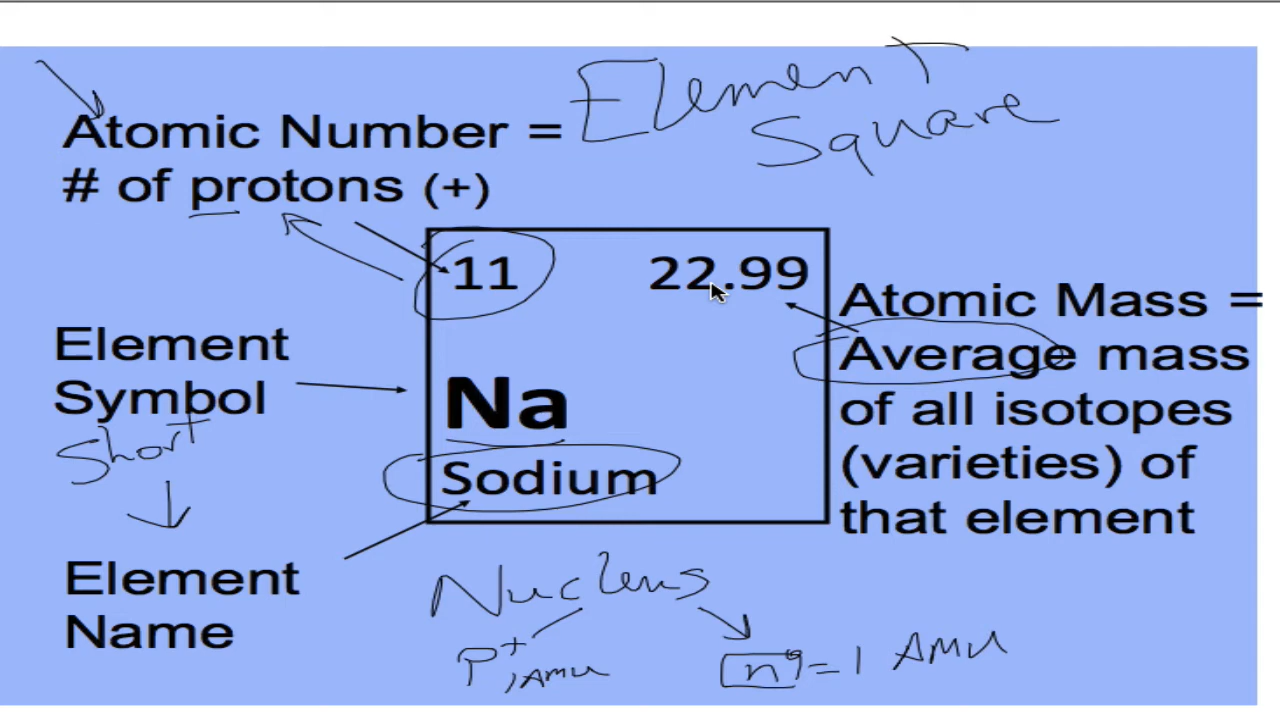 Element
Square
Atomic Number =
# of protons (+)
11
22.99
Atomic Mass =
Average mass
of all isotopes
(varieties) of
that element
Element
Symbol
Short
Na
Sodium
Element
Name
Nucleus
P+ 1 AMU
n° = 1 AMU